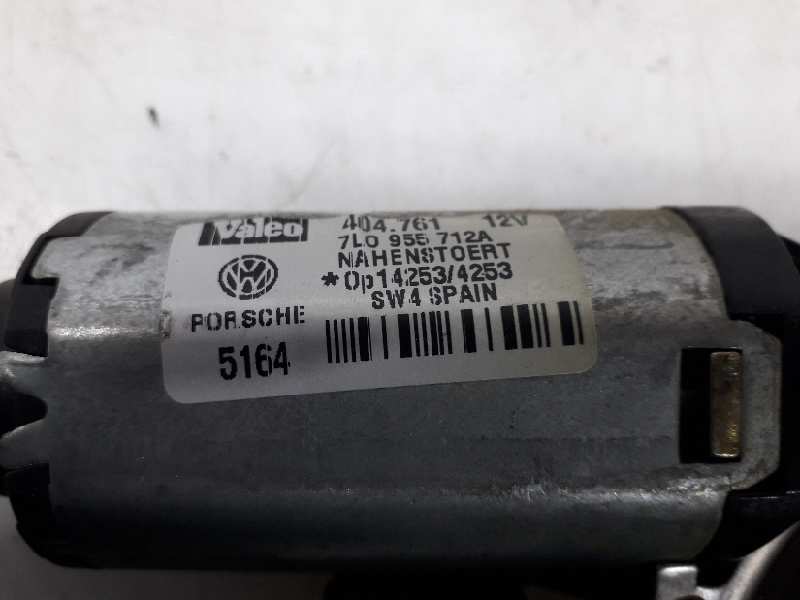 Valeo 404.761 12V
7L0 955 712A
NAHENSTOERT
*Op14253/4253
SW4 SPAIN
PORSCHE
5164